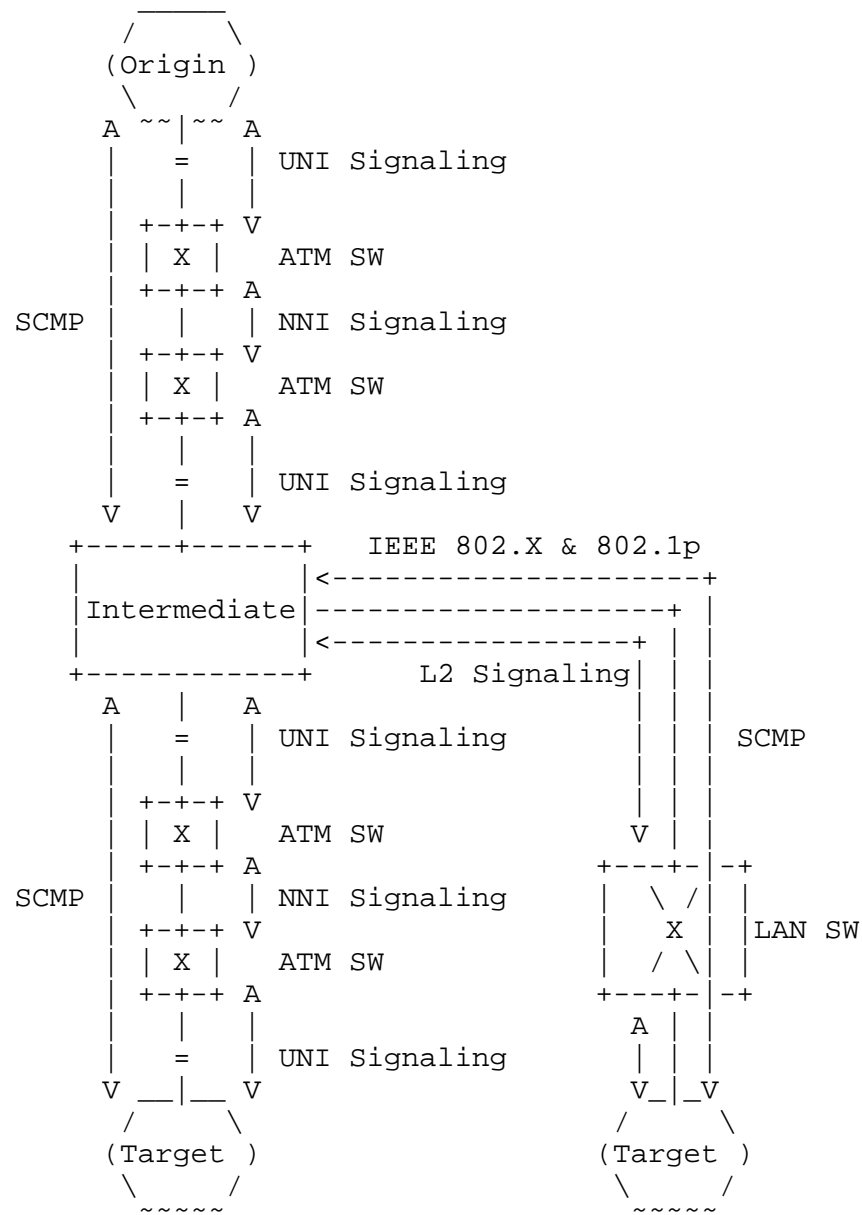 (Origin )
UNI Signaling
X ATM SW
SCMP NNI Signaling
X ATM SW
UNI Signaling
IEEE 802.X & 802.1p
Intermediate
L2 Signaling
UNI Signaling SCMP
X ATM SW
SCMP NNI Signaling
X LAN SW
X ATM SW
UNI Signaling
(Target ) (Target )